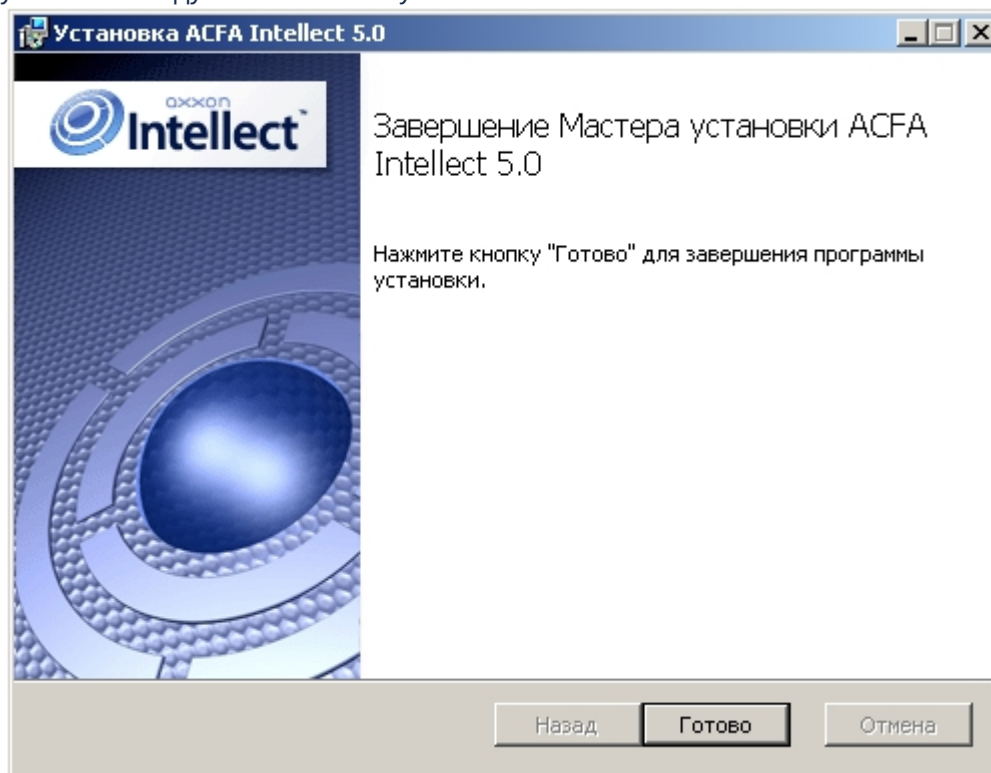 Установка ACFA Intellect 5.0
axxon
Intellect™
Завершение Мастера установки ACFA
Intellect 5.0
Нажмите кнопку "Готово" для завершения программы
установки.
Назад
Готово
Отмена